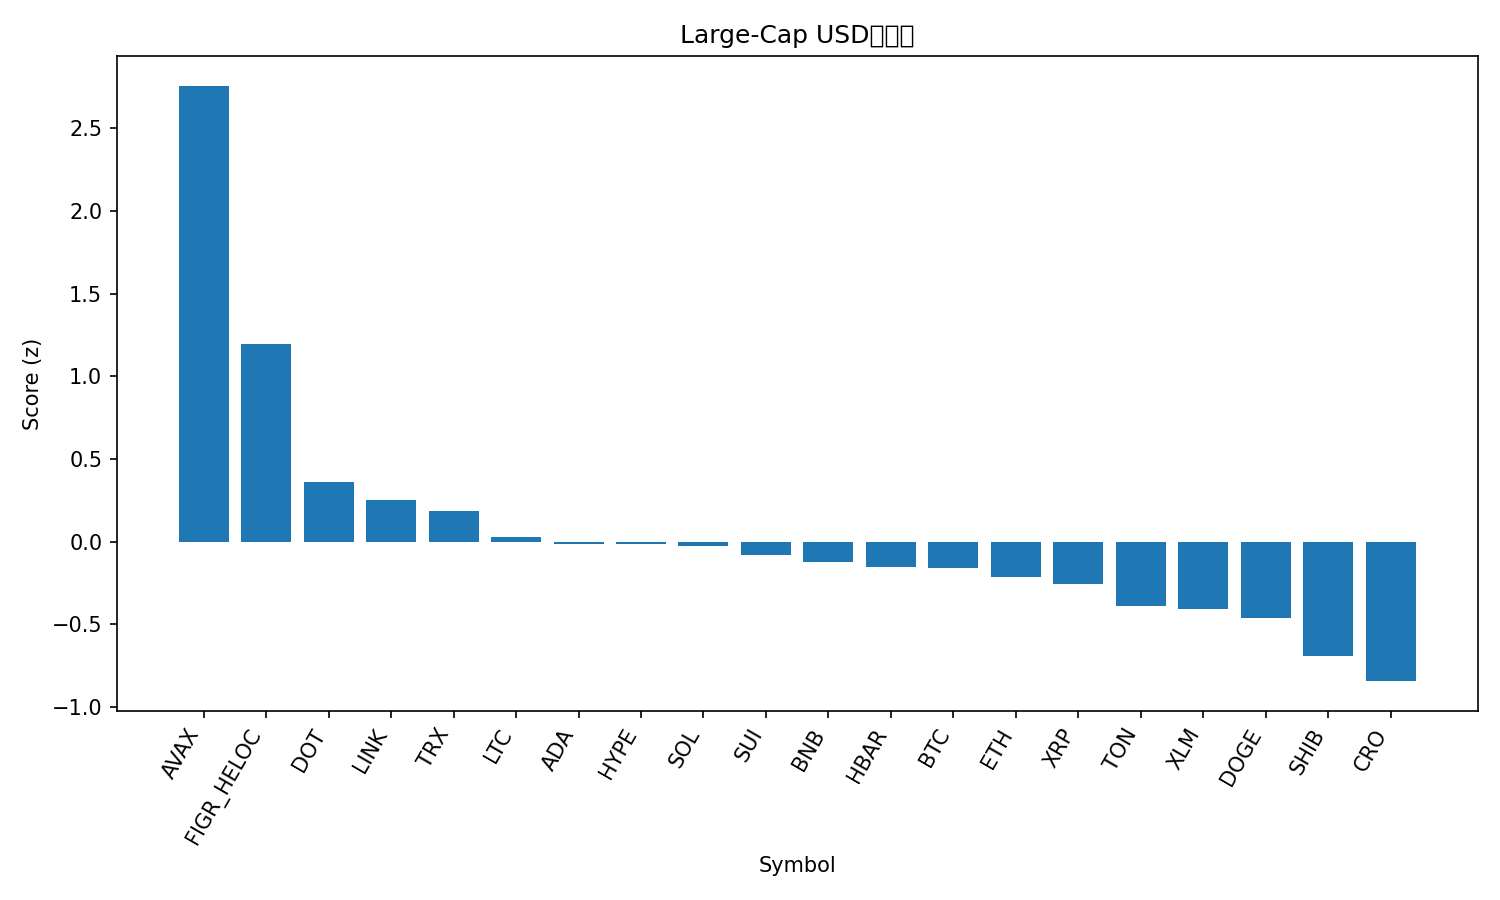 Large-Cap USD
Score (z)
2.5
2.0
1.5
1.0
0.5
0.0
−0.5
−1.0
AVAX
FIGR_HELOC
DOT
LINK
TRX
LTC
ADA
HYPE
SOL
SUI
BNB
HBAR
BTC
ETH
XRP
TON
XLM
DOGE
SHIB
CRO
Symbol